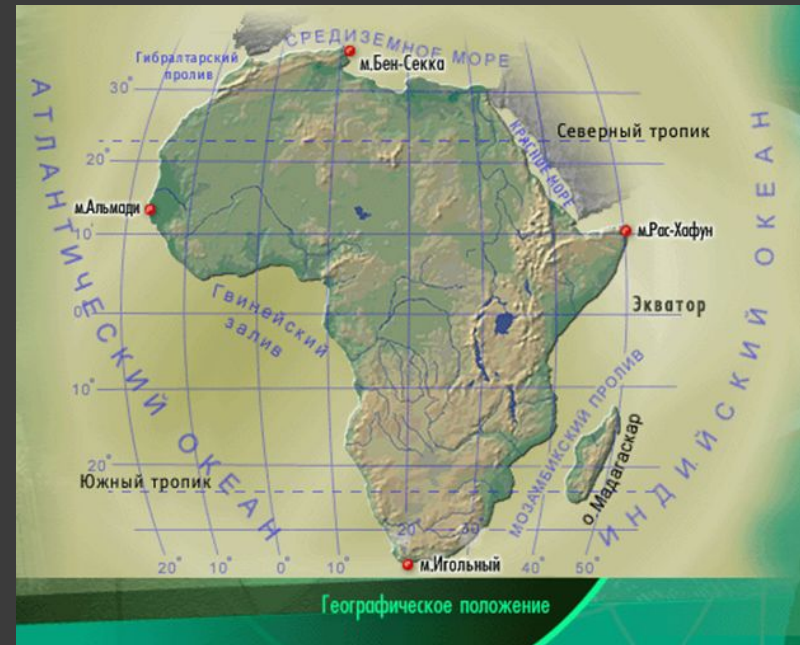 СРЕДИЗЕМНОЕ МОРЕ
Гибралтарский
пролив
м.Бен-Секка
30°
Северный тропик
КРАСНОЕ МОРЕ
20°
м.Альмади
10°
м.Рас-Хафун
АТЛАНТИЧЕСКИЙ ОКЕАН
ИНДИЙСКИЙ ОКЕАН
Гвинейский
залив
0°
Экватор
10°
МОЗАМБИКСКИЙ ПРОЛИВ
о.Мадагаскар
20°
Южный тропик
20°
30°
м.Игольный
20°
10°
0°
10°
40°
50°
Географическое положение